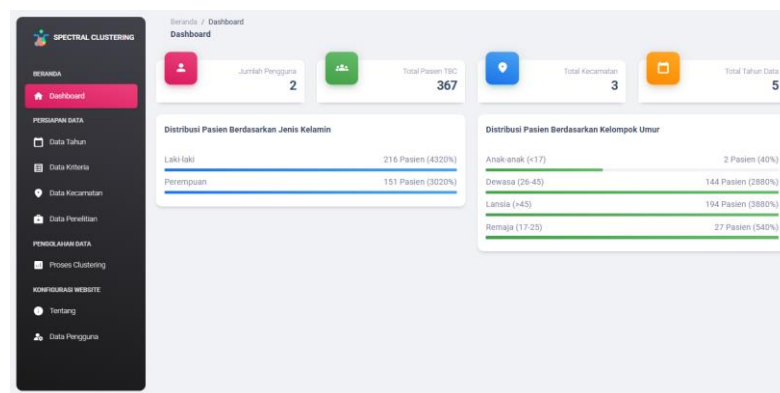 SPECTRAL CLUSTERING
BERANDA
Dashboard
PERSIAPAN DATA
Data Tahun
Data Kriteria
Data Kecamatan
Data Penelitian
PENGOLAHAN DATA
Proses Clustering
KONFIGURASI WEBSITE
Tentang
Data Pengguna
Beranda / Dashboard
Dashboard
Jumlah Pengguna
2
Total Pasien TBC
367
Total Kecamatan
3
Total Tahun Data
5
Distribusi Pasien Berdasarkan Jenis Kelamin
Laki-laki 216 Pasien (4320%)
Perempuan 151 Pasien (3020%)
Distribusi Pasien Berdasarkan Kelompok Umur
Anak-anak (<17) 2 Pasien (40%)
Dewasa (26-45) 144 Pasien (2880%)
Lansia (>45) 194 Pasien (3880%)
Remaja (17-25) 27 Pasien (540%)